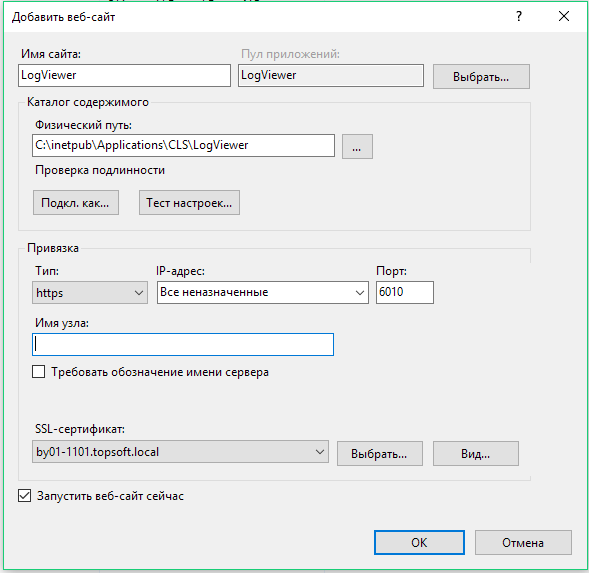 Добавить веб-сайт
Имя сайта: Пул приложений:
LogViewer LogViewer Выбрать...
Каталог содержимого
Физический путь:
C:\inetpub\Applications\CLS\LogViewer ...
Проверка подлинности
Подкл. как... Тест настроек...
Привязка
Тип: IP-адрес: Порт:
https Все неназначенные 6010
Имя узла:
Требовать обозначение имени сервера
SSL-сертификат:
by01-1101.topsoft.local Выбрать... Вид...
Запустить веб-сайт сейчас
ОК Отмена